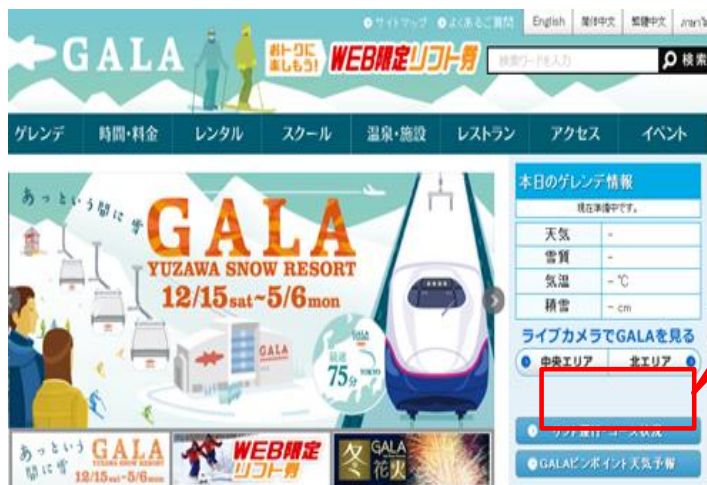 サイトマップ よくあるご質問 English 简体中文 繁體中文
GALA
おトクに
楽しもう! WEB限定リフト券
検索ワードを入力 検索
ゲレンデ 時間・料金 レンタル スクール 温泉・施設 レストラン アクセス イベント
あっという間に雪
GALA
YUZAWA SNOW RESORT
12/15sat~5/6mon
GALA
最速
75分
TOKYO
本日のゲレンデ情報
現在準備中です。
天気 -
雪質 -
気温 - ℃
積雪 - cm
ライブカメラでGALAを見る
中央エリア 北エリア
GALAピンポイント天気予報
あっという
間に雪
GALA
YUZAWA SNOW RESORT
12/15sat~5/6mon
WEB限定
リフト券
冬
GALA
花火